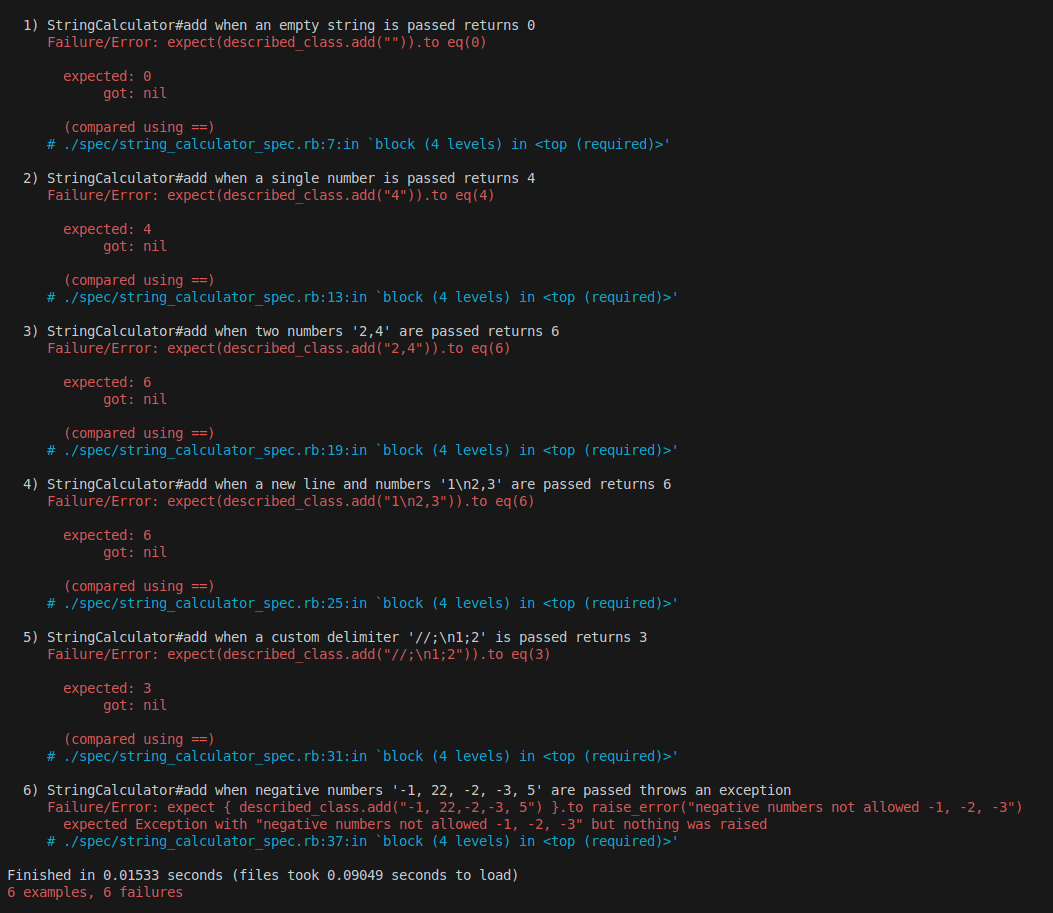 1) StringCalculator#add when an empty string is passed returns 0
Failure/Error: expect(described_class.add("")).to eq(0)
expected: 0
got: nil
(compared using ==)
# ./spec/string_calculator_spec.rb:7:in `block (4 levels) in <top (required)>'
2) StringCalculator#add when a single number is passed returns 4
Failure/Error: expect(described_class.add("4")).to eq(4)
expected: 4
got: nil
(compared using ==)
# ./spec/string_calculator_spec.rb:13:in `block (4 levels) in <top (required)>'
3) StringCalculator#add when two numbers '2,4' are passed returns 6
Failure/Error: expect(described_class.add("2,4")).to eq(6)
expected: 6
got: nil
(compared using ==)
# ./spec/string_calculator_spec.rb:19:in `block (4 levels) in <top (required)>'
4) StringCalculator#add when a new line and numbers '1\n2,3' are passed returns 6
Failure/Error: expect(described_class.add("1\n2,3")).to eq(6)
expected: 6
got: nil
(compared using ==)
# ./spec/string_calculator_spec.rb:25:in `block (4 levels) in <top (required)>'
5) StringCalculator#add when a custom delimiter '//;\n1;2' is passed returns 3
Failure/Error: expect(described_class.add("//;\n1;2")).to eq(3)
expected: 3
got: nil
(compared using ==)
# ./spec/string_calculator_spec.rb:31:in `block (4 levels) in <top (required)>'
6) StringCalculator#add when negative numbers '-1, 22, -2, -3, 5' are passed throws an exception
Failure/Error: expect { described_class.add("-1, 22,-2,-3, 5") }.to raise_error("negative numbers not allowed -1, -2, -3")
expected Exception with "negative numbers not allowed -1, -2, -3" but nothing was raised
# ./spec/string_calculator_spec.rb:37:in `block (4 levels) in <top (required)>'
Finished in 0.01533 seconds (files took 0.09049 seconds to load)
6 examples, 6 failures